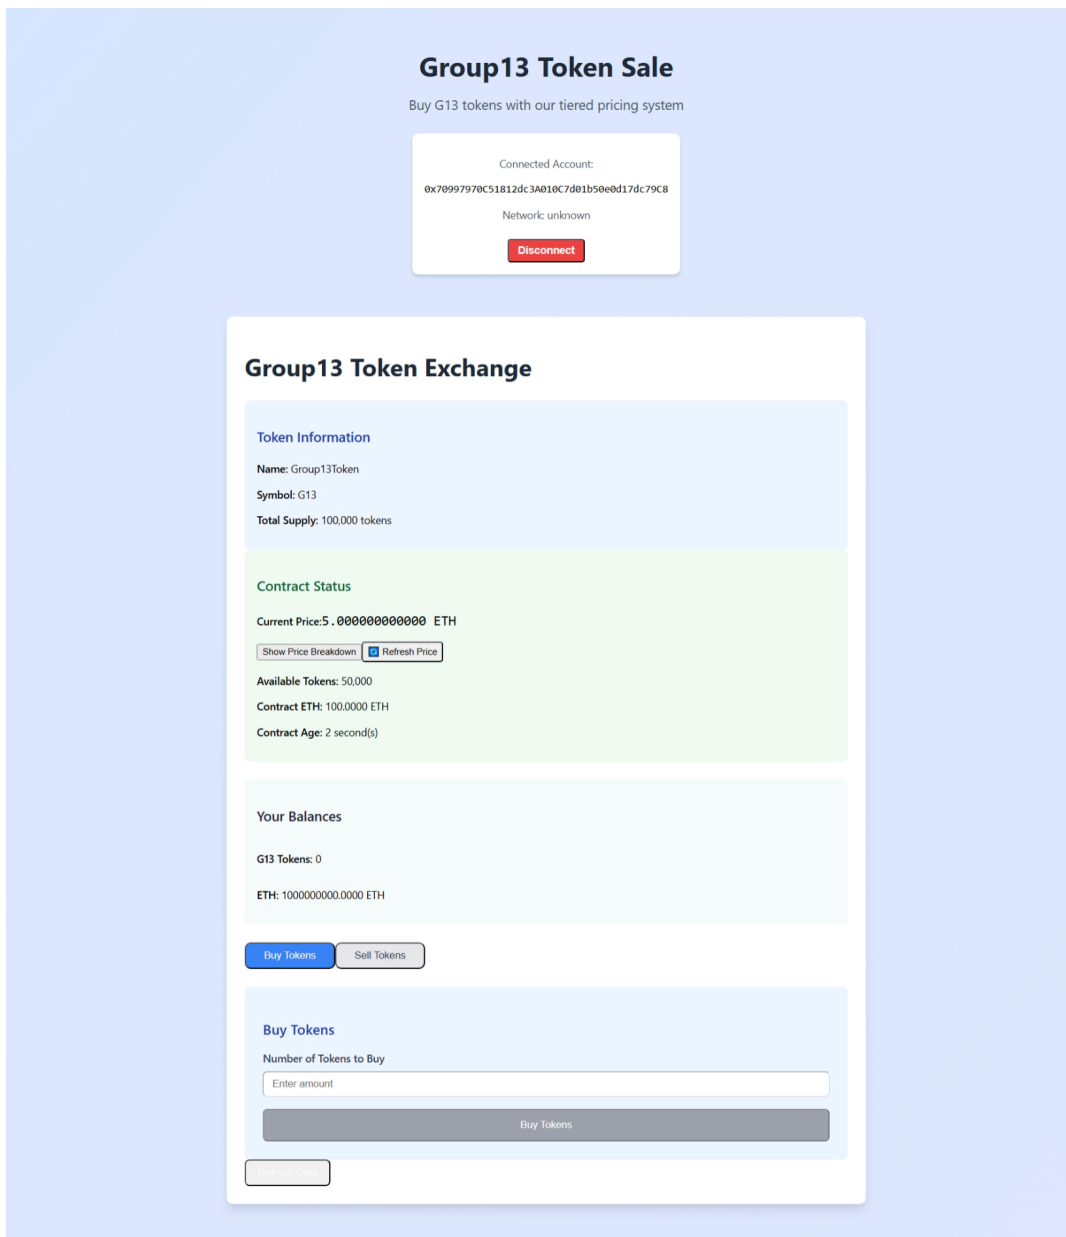 Group13 Token Sale
Buy G13 tokens with our tiered pricing system
Connected Account:
0x70997970C51812dc3A010C7d01b50e0d17dc79C8
Network: unknown
Disconnect
Group13 Token Exchange
Token Information
Name: Group13Token
Symbol: G13
Total Supply: 100,000 tokens
Contract Status
Current Price:5.000000000000 ETH
Show Price Breakdown Refresh Price
Available Tokens: 50,000
Contract ETH: 100.0000 ETH
Contract Age: 2 second(s)
Your Balances
G13 Tokens: 0
ETH: 1000000000.0000 ETH
Buy Tokens Sell Tokens
Buy Tokens
Number of Tokens to Buy
Enter amount
Buy Tokens
Refresh Data